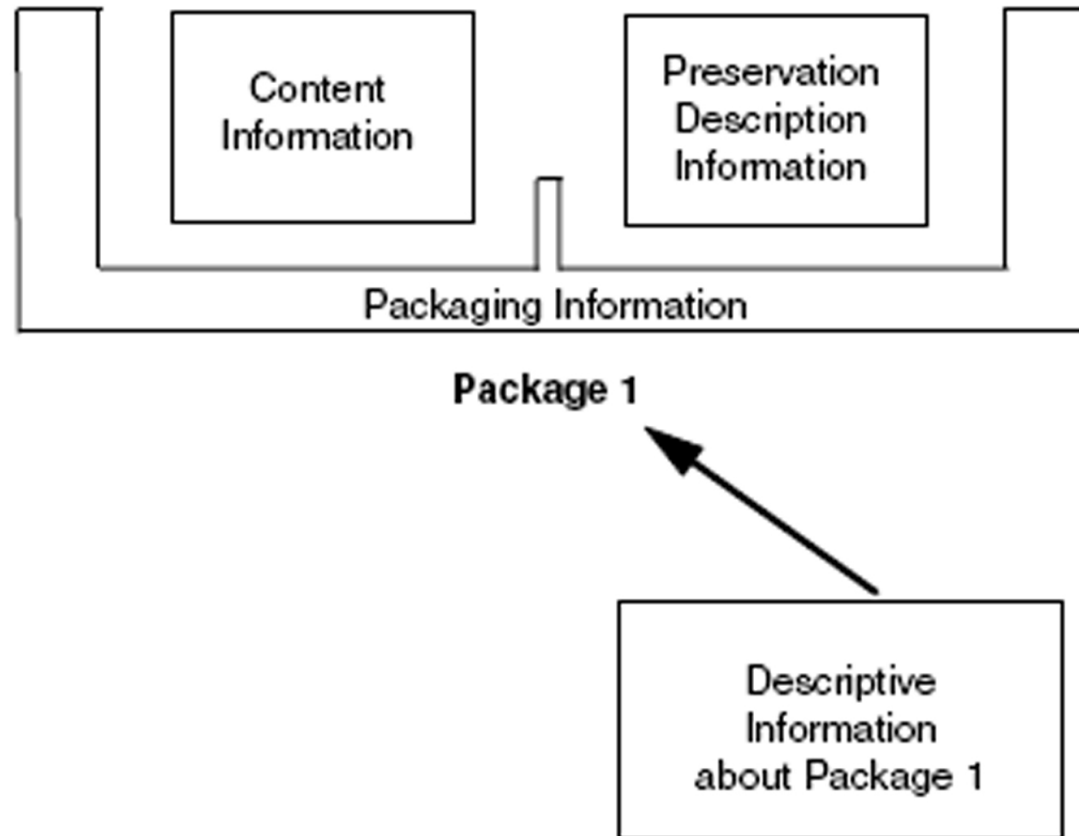 Content
Information
Preservation
Description
Information
Packaging Information
Package 1
Descriptive
Information
about Package 1